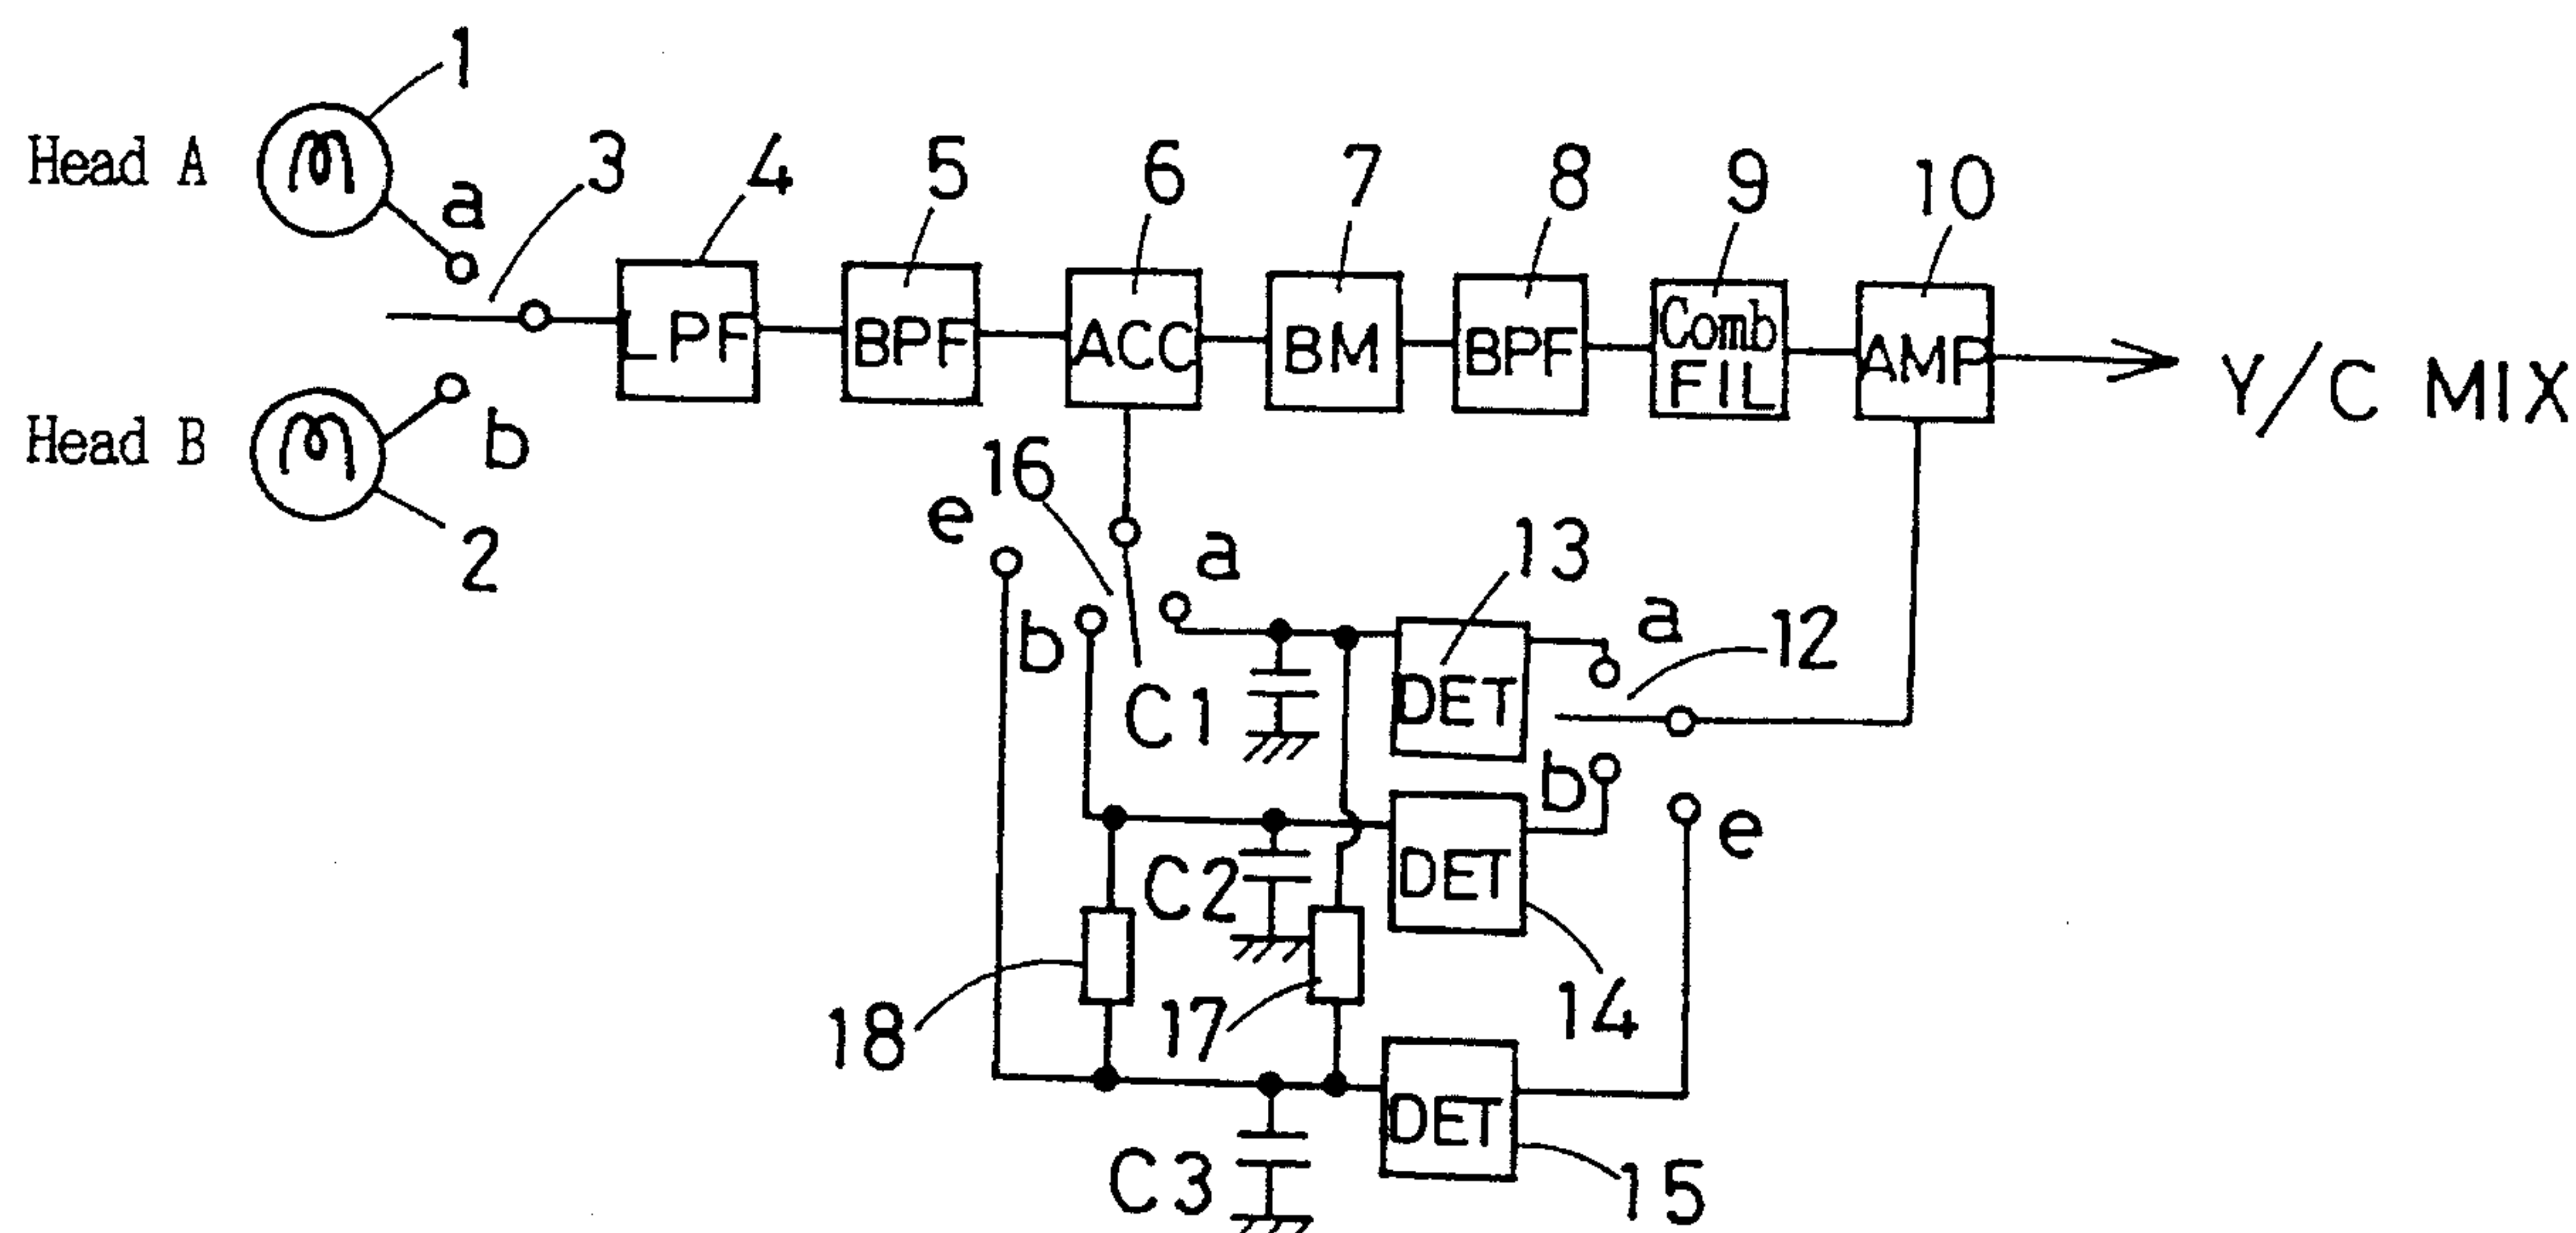 1
Head A
a
3
4
5
6
7
8
9
10
LPF
BPF
ACC
BM
BPF
Comb
FIL
AMP
Y/C MIX
Head B
b
2
e
16
a
13
a
12
b
C1
DET
b
e
C2
DET
14
18
17
DET
C3
15